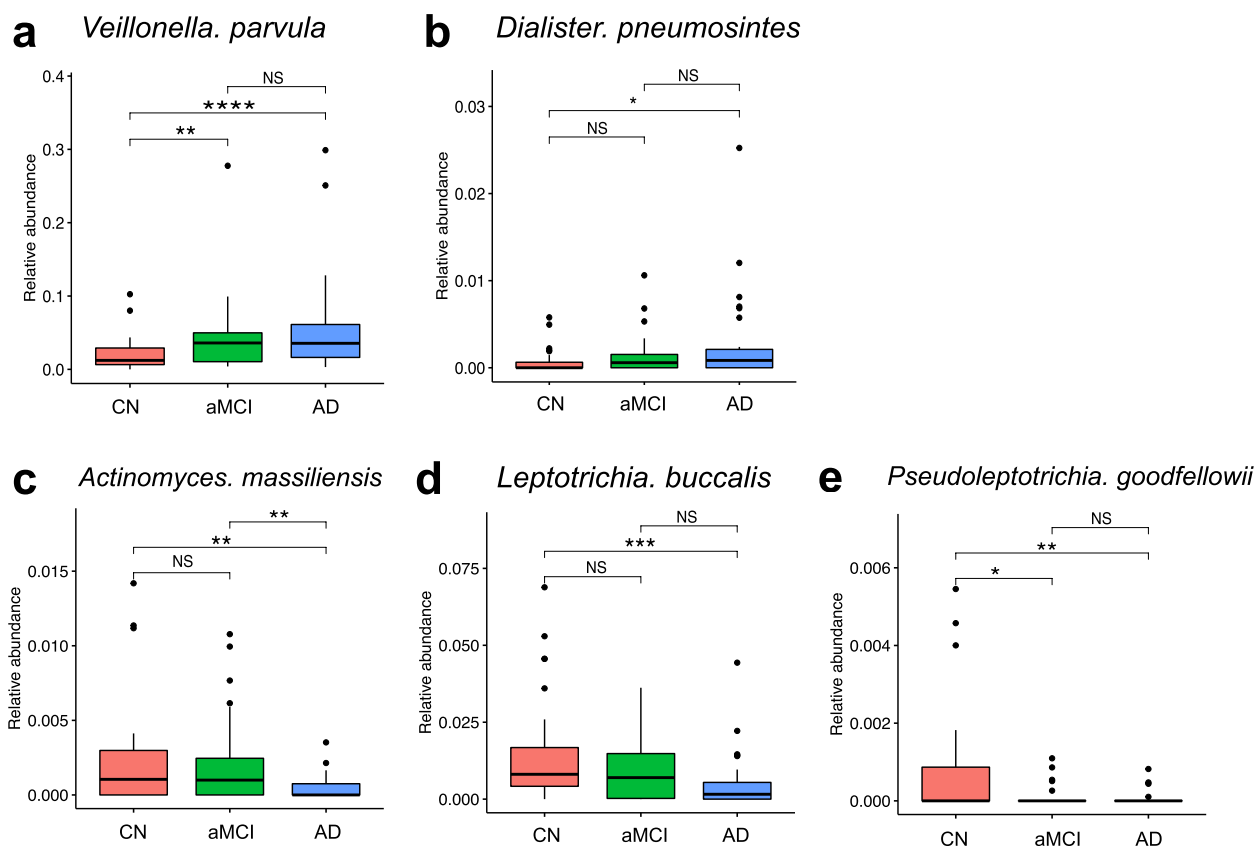 a
Veillonella. parvula
0.4
0.3
0.2
0.1
0.0
Relative abundance
NS
****
**
CN
aMCI
AD
b
Dialister. pneumosintes
0.03
0.02
0.01
0.00
Relative abundance
NS
*
NS
CN
aMCI
AD
c
Actinomyces. massiliensis
0.015
0.010
0.005
0.000
Relative abundance
**
**
NS
CN
aMCI
AD
d
Leptotrichia. buccalis
0.075
0.050
0.025
0.000
Relative abundance
NS
***
NS
CN
aMCI
AD
e
Pseudoleptotrichia. goodfellowii
0.006
0.004
0.002
0.000
Relative abundance
NS
**
*
CN
aMCI
AD